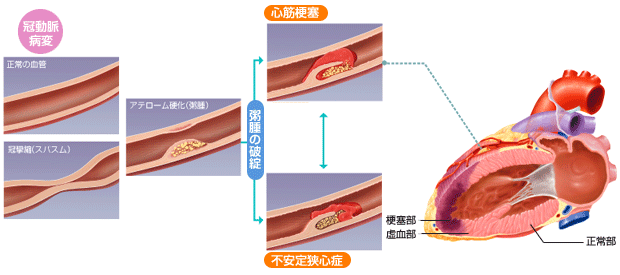 冠動脈
病変
正常の血管
冠攣縮(スパスム)
アテローム硬化(粥腫)
粥腫の破綻
心筋梗塞
不安定狭心症
梗塞部
虚血部
正常部